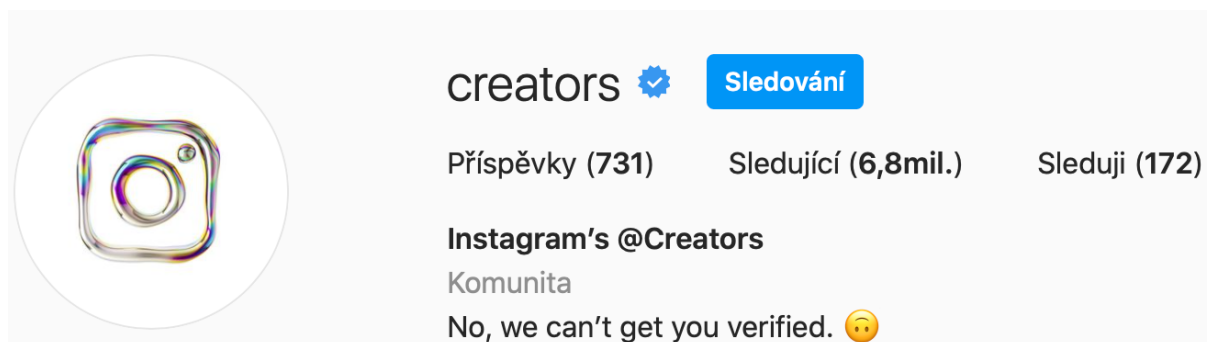 creators Sledování
Příspěvky (731) Sledující (6,8mil.) Sleduji (172)
Instagram’s @Creators
Komunita
No, we can’t get you verified. 🙃